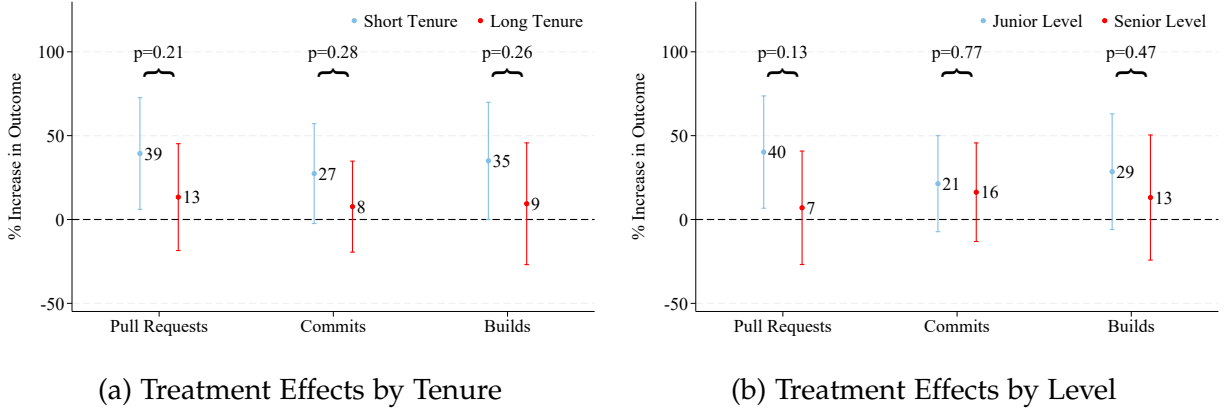 Short Tenure Long Tenure
100
p=0.21 p=0.28 p=0.26
% Increase in Outcome
50
39 13 27 8 35 9
0
-50
Pull Requests Commits Builds
(a) Treatment Effects by Tenure
Junior Level Senior Level
100
p=0.13 p=0.77 p=0.47
% Increase in Outcome
50
40 7 21 16 29 13
0
-50
Pull Requests Commits Builds
(b) Treatment Effects by Level